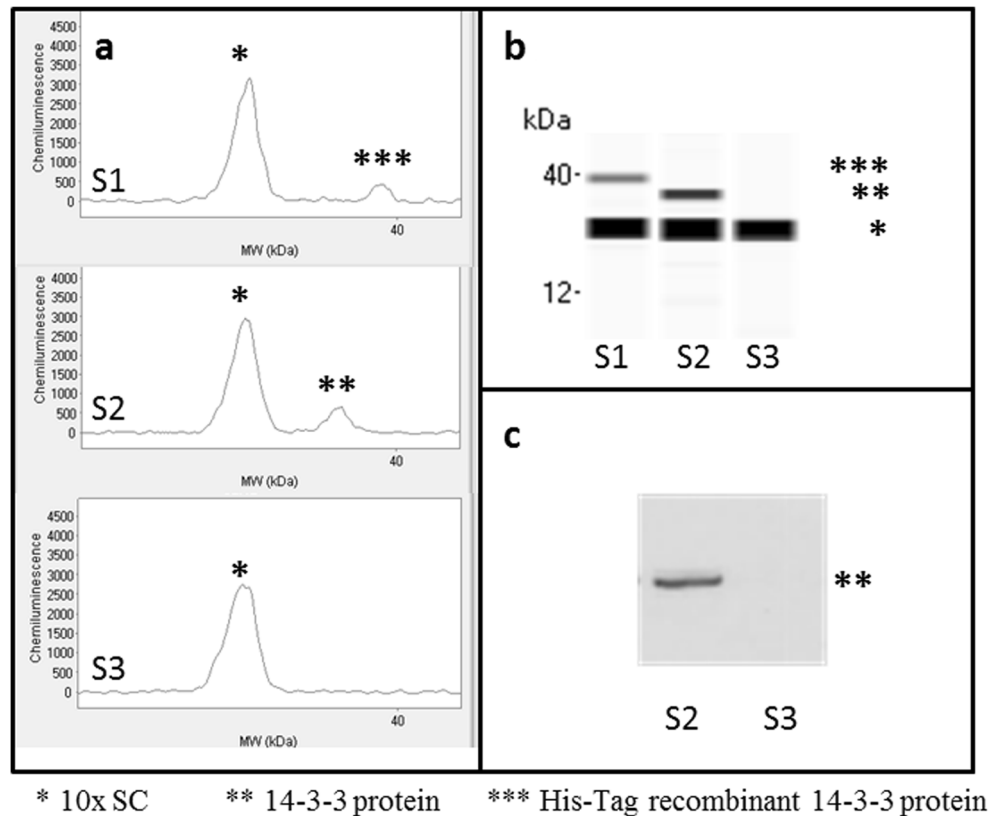 a
Chemiluminescence
4500
4000
3500
3000
2500
2000
1500
1000
500
0
*
***
S1
40
MW (kDa)
Chemiluminescence
4000
3500
3000
2500
2000
1500
1000
500
0
*
**
S2
40
MW (kDa)
Chemiluminescence
4500
4000
3500
3000
2500
2000
1500
1000
500
0
*
S3
40
MW (kDa)
b
kDa
40-
12-
***
**
*
S1 S2 S3
c
**
S2 S3
* 10x SC ** 14-3-3 protein *** His-Tag recombinant 14-3-3 protein